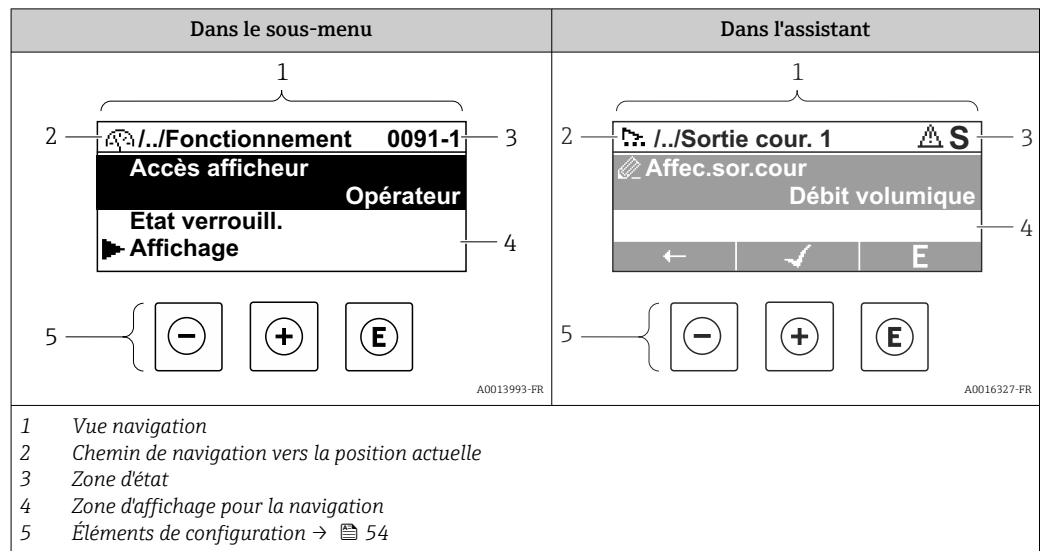 Dans le sous-menu
1
2
/../Fonctionnement 0091-1
3
Accès afficheur
Opérateur
Etat verrouill.
Affichage
4
5
E
A0013993-FR
Dans l'assistant
1
2
/../Sortie cour. 1 S
3
Affec.sor.cour
Débit volumique
4
← ✓ E
5
E
A0016327-FR
1 Vue navigation
2 Chemin de navigation vers la position actuelle
3 Zone d'état
4 Zone d'affichage pour la navigation
5 Éléments de configuration → 54